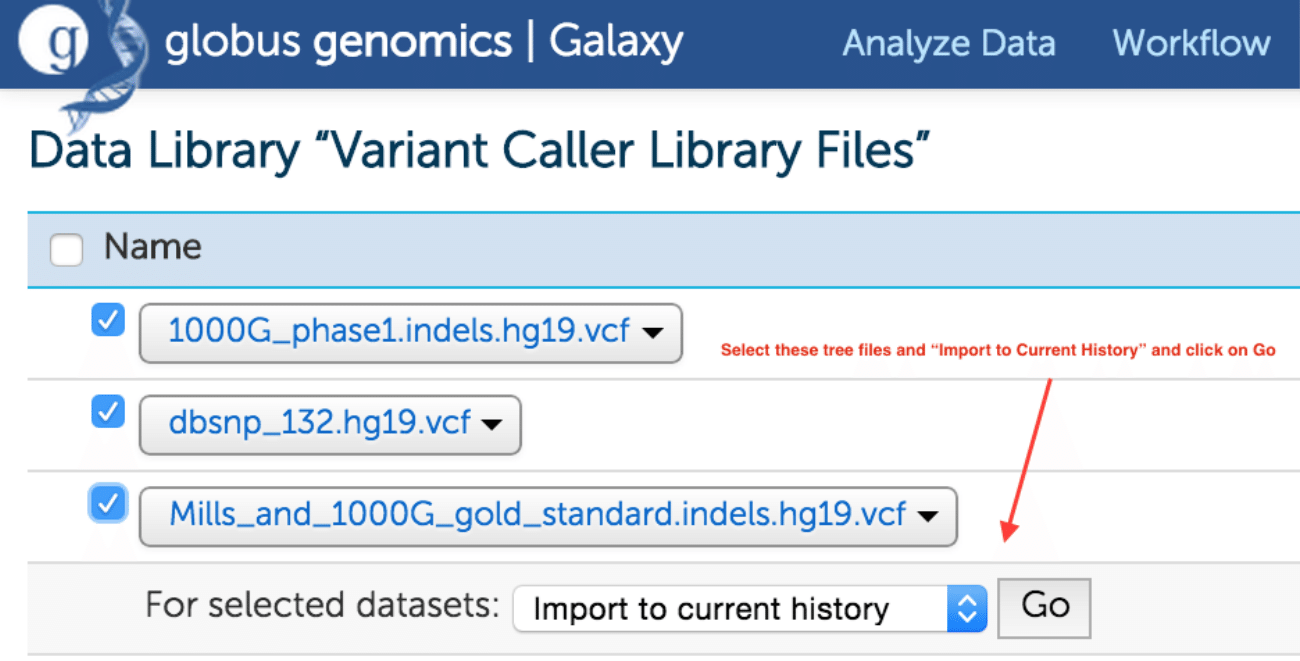 g globus genomics | Galaxy Analyze Data Workflow
Data Library “Variant Caller Library Files”
Name
1000G_phase1.indels.hg19.vcf
Select these tree files and “Import to Current History” and click on Go
dbsnp_132.hg19.vcf
Mills_and_1000G_gold_standard.indels.hg19.vcf
For selected datasets: Import to current history Go